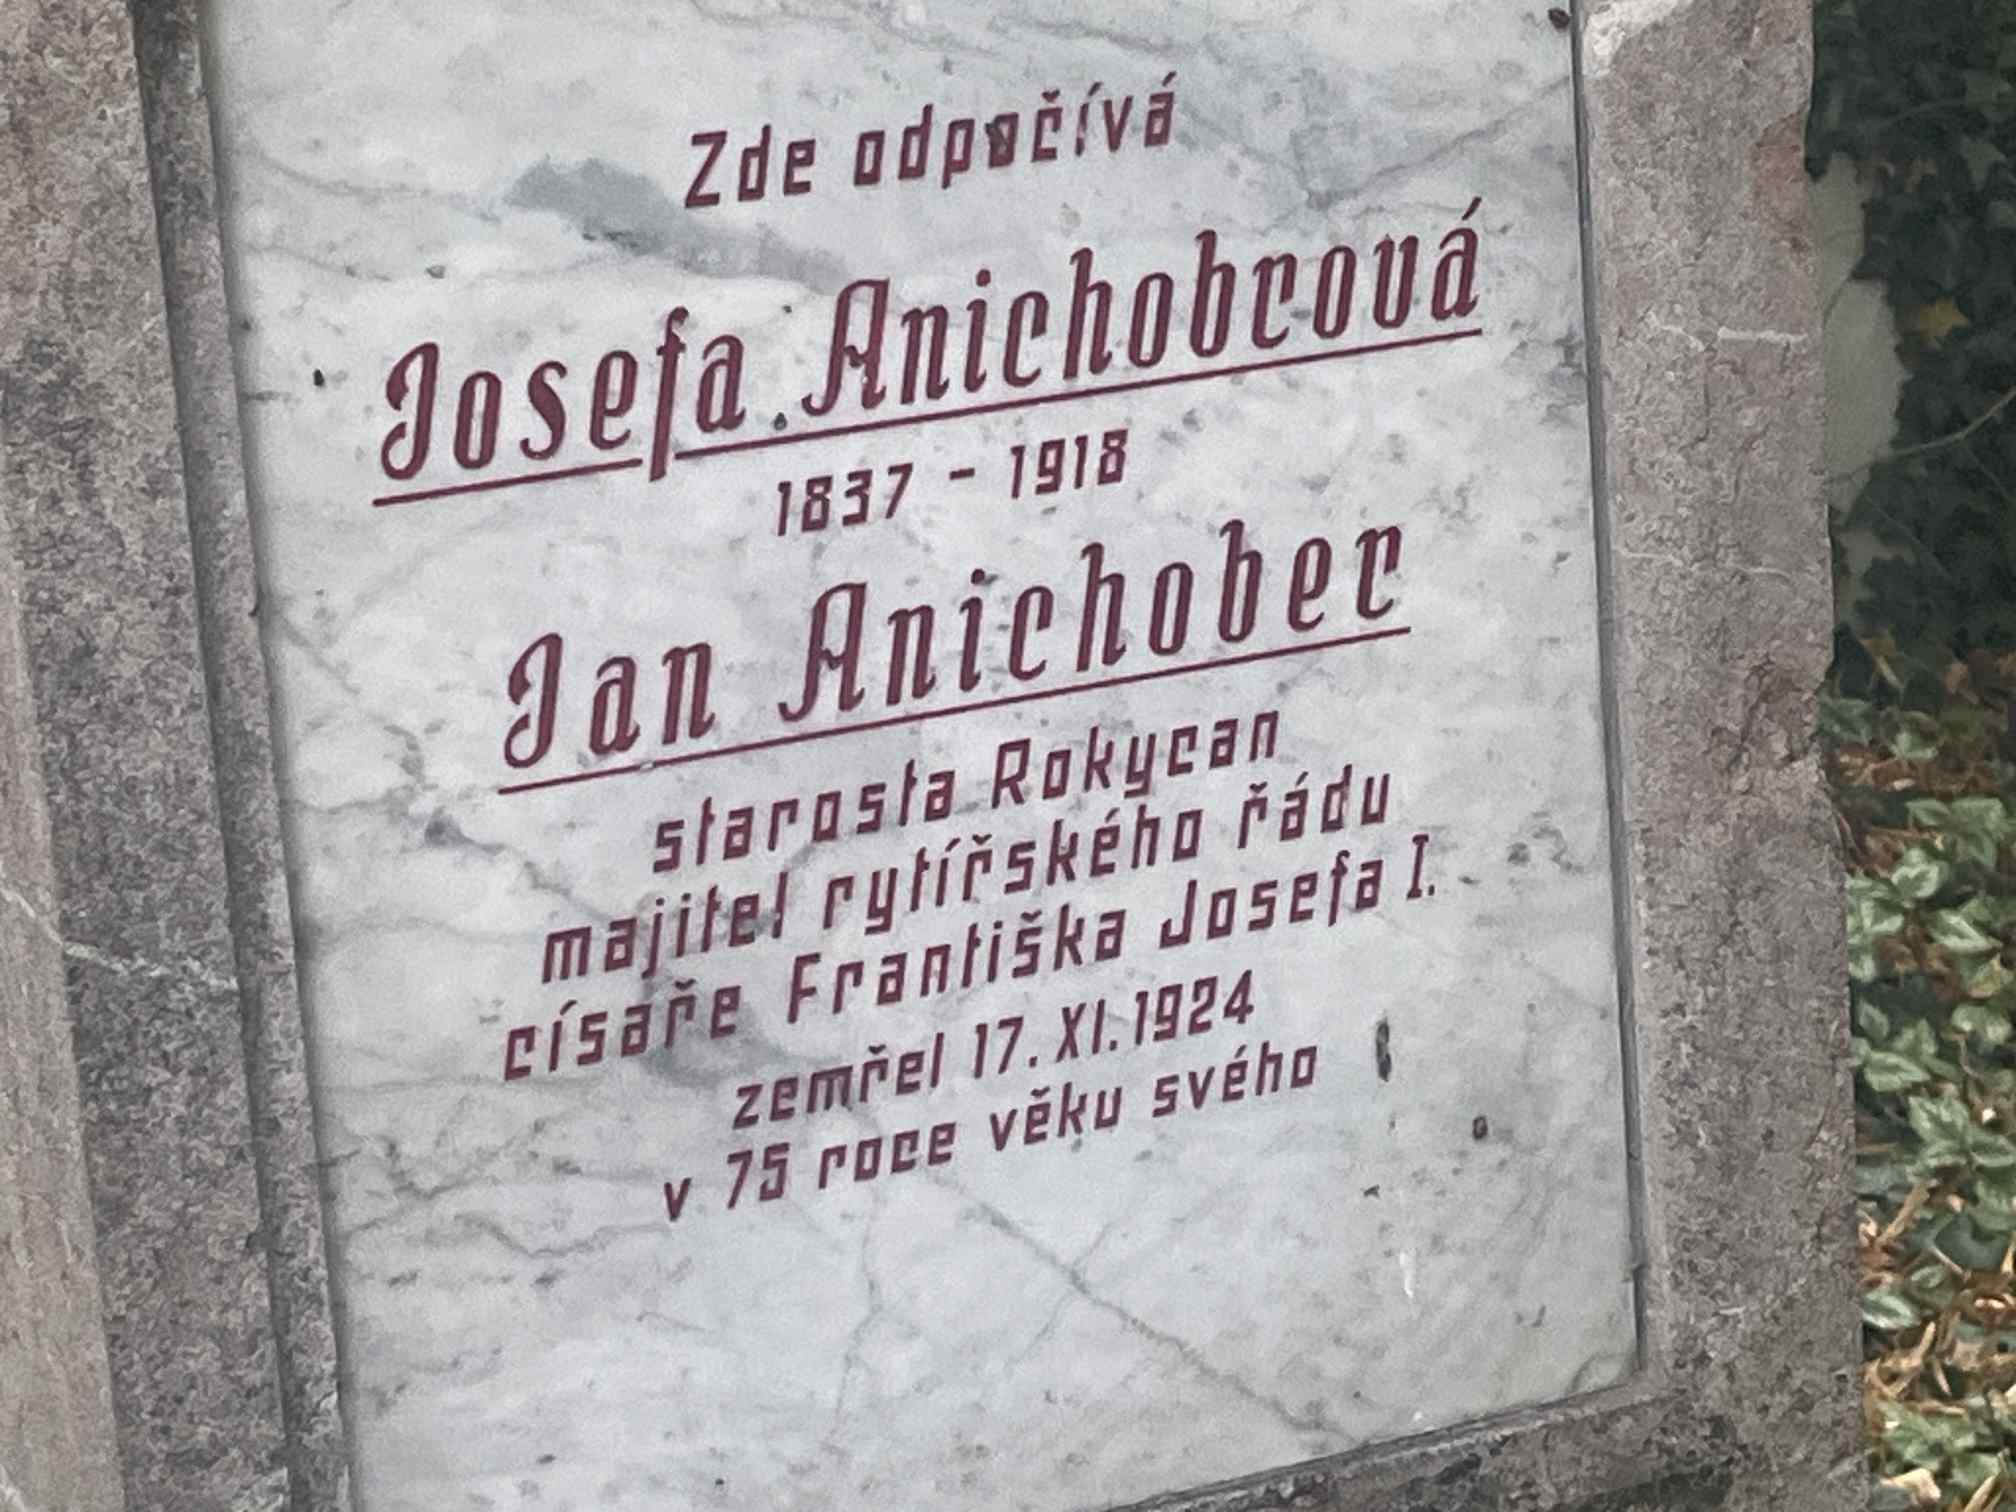 Zde odpočívá
Josefa Anichobrová
1837 - 1918
Jan Anichober
starosta Rokycan
majitel rytířského řádu
císaře Františka Josefa I.
zemřel 17. XI. 1924
v 75 roce věku svého